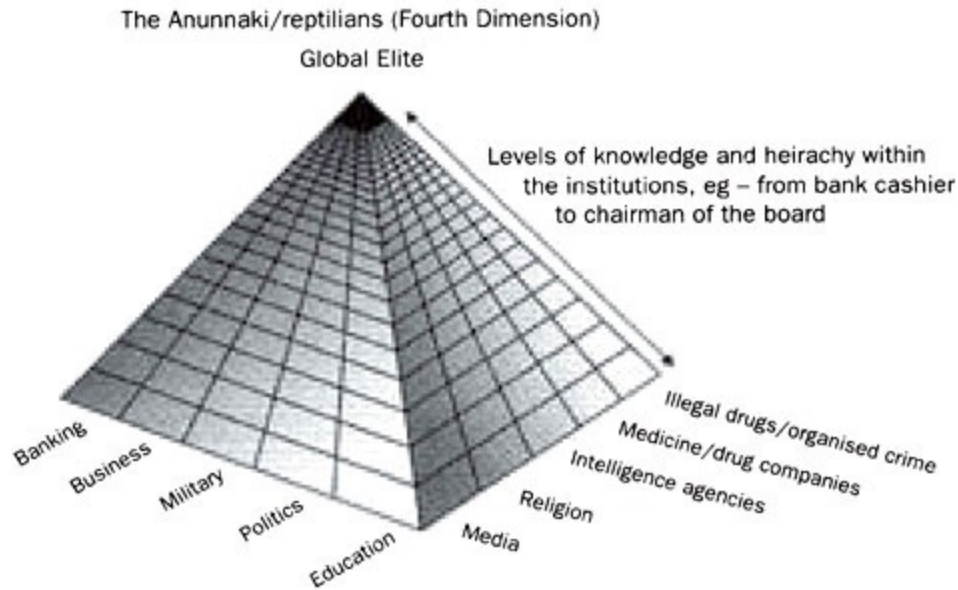 The Anunnaki/reptilians (Fourth Dimension)
Global Elite
Levels of knowledge and heirachy within
the institutions, eg – from bank cashier
to chairman of the board
Banking
Business
Military
Politics
Education
Media
Religion
Intelligence agencies
Medicine/drug companies
Illegal drugs/organised crime